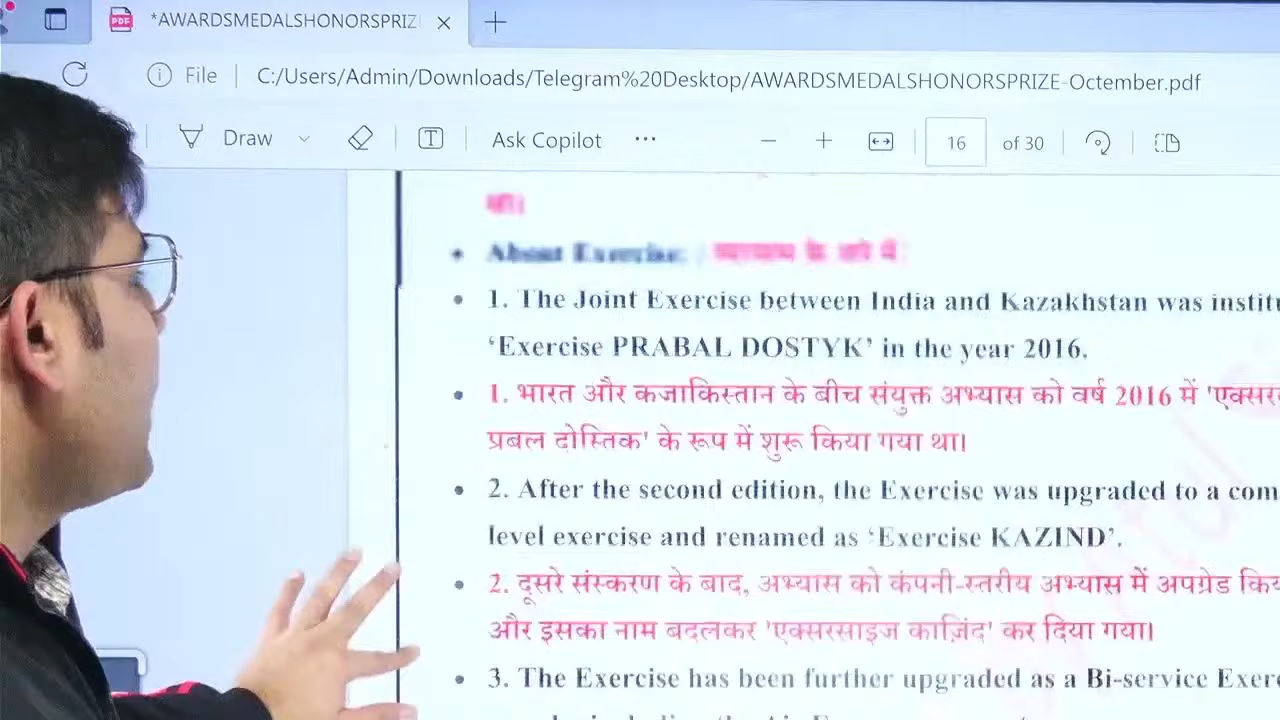 *AWARDSMEDALSHONORSPRIZ
File
C:/Users/Admin/Downloads/Telegram%20Desktop/AWARDSMEDALSHONORSPRIZE-Octember.pdf
Draw
Ask Copilot
16 of 30
About Exercise: / व्यायाम के बारे में
1. The Joint Exercise between India and Kazakhstan was institu
‘Exercise PRABAL DOSTYK’ in the year 2016.
1. भारत और कजाकिस्तान के बीच संयुक्त अभ्यास को वर्ष 2016 में 'एक्सर
प्रबल दोस्तिक' के रूप में शुरू किया गया था।
2. After the second edition, the Exercise was upgraded to a com
level exercise and renamed as ‘Exercise KAZIND’.
2. दूसरे संस्करण के बाद, अभ्यास को कंपनी-स्तरीय अभ्यास में अपग्रेड किय
और इसका नाम बदलकर 'एक्सरसाइज काज़िंद' कर दिया गया।
3. The Exercise has been further upgraded as a Bi-service Exerc